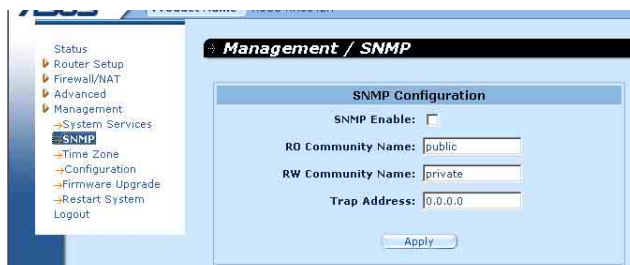 Status
Router Setup
Firewall/NAT
Advanced
Management
System Services
SNMP
Time Zone
Configuration
Firmware Upgrade
Restart System
Logout
Management / SNMP
SNMP Configuration
SNMP Enable:
RO Community Name: public
RW Community Name: private
Trap Address: 0.0.0.0
Apply